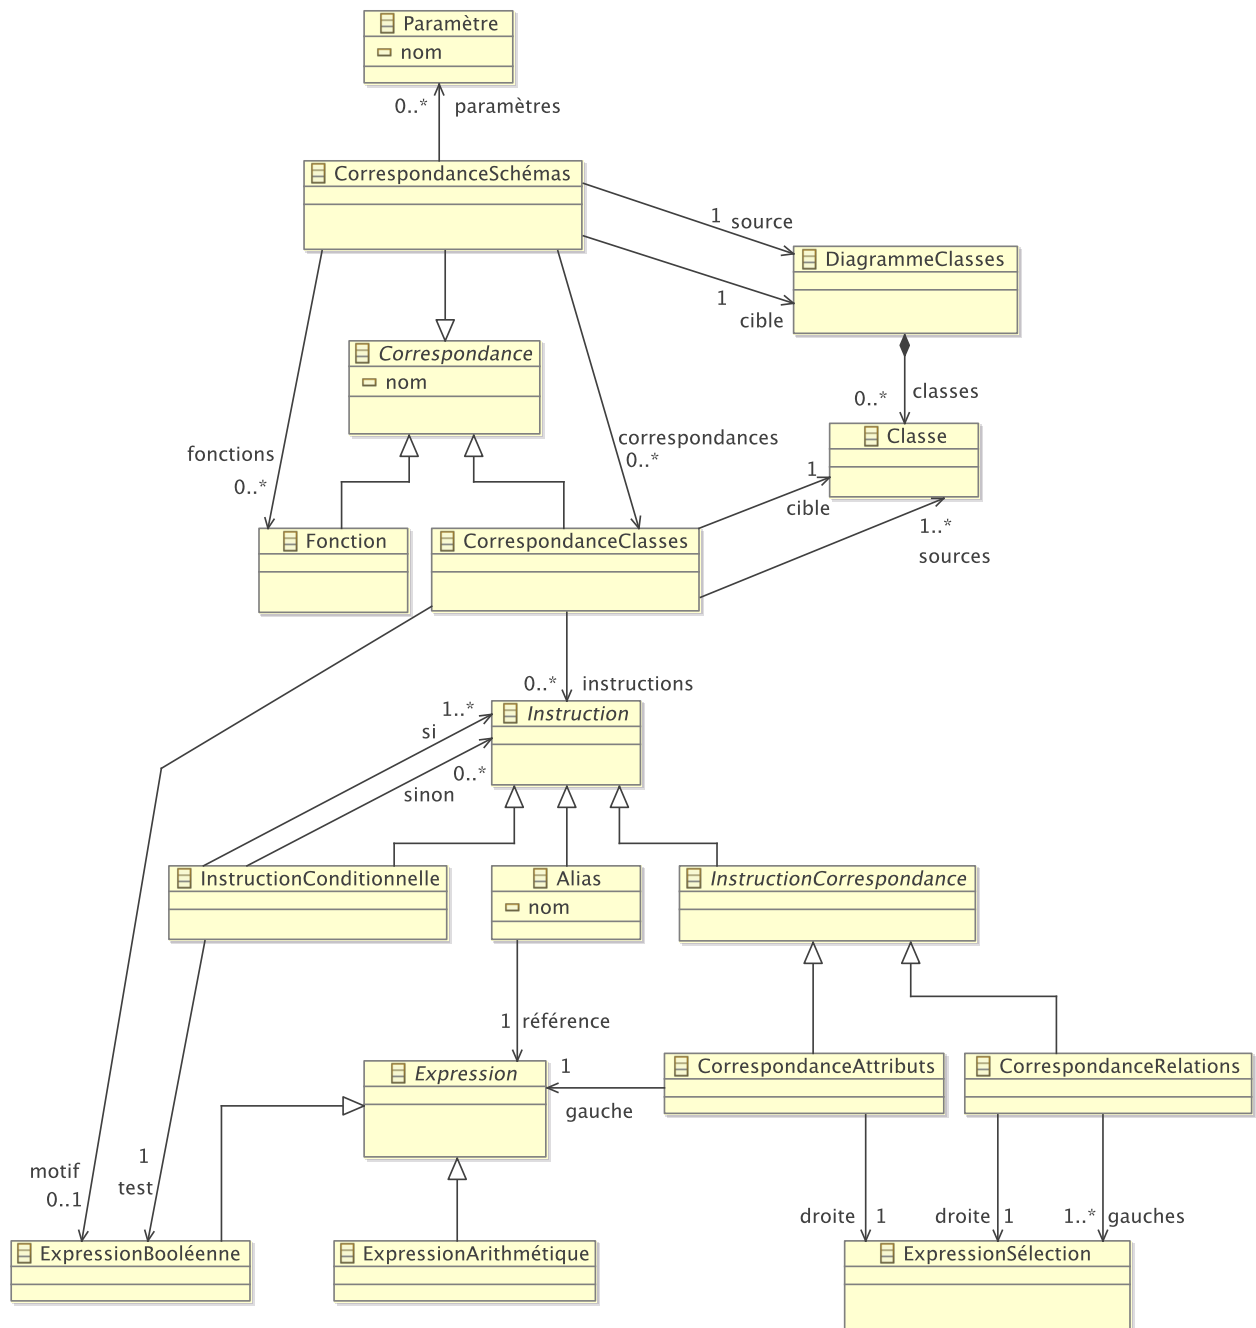 Paramètre
nom
0..* paramètres
CorrespondanceSchémas
1 source
DiagrammeClasses
1
cible
Correspondance
nom
0..* classes
Classe
correspondances
0..*
fonctions
0..*
1
cible
1..*
sources
Fonction
CorrespondanceClasses
0..* instructions
Instruction
1..*
si
0..*
sinon
InstructionConditionnelle
Alias
nom
InstructionCorrespondance
1 référence
Expression
1
gauche
CorrespondanceAttributs
CorrespondanceRelations
motif
0..1
1
test
droite 1
droite 1
1..* gauches
ExpressionBooléenne
ExpressionArithmétique
ExpressionSélection